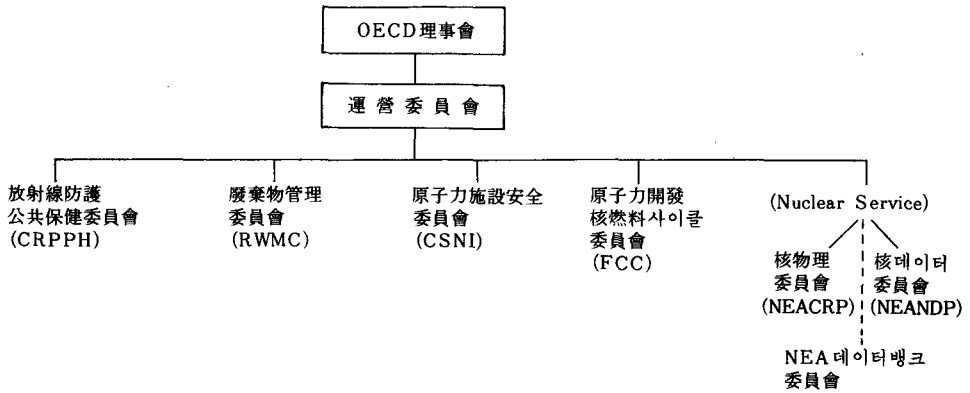 OECD理事會
運營委員會
放射線防護
公共保健委員會
(CRPPH)
廢棄物管理
委員會
(RWMC)
原子力施設安全
委員會
(CSNI)
原子力開發
核燃料사이클
委員會
(FCC)
(Nuclear Service)
核物理
委員會
(NEACRP)
核데이터
委員會
(NEANDP)
NEA데이터뱅크
委員會